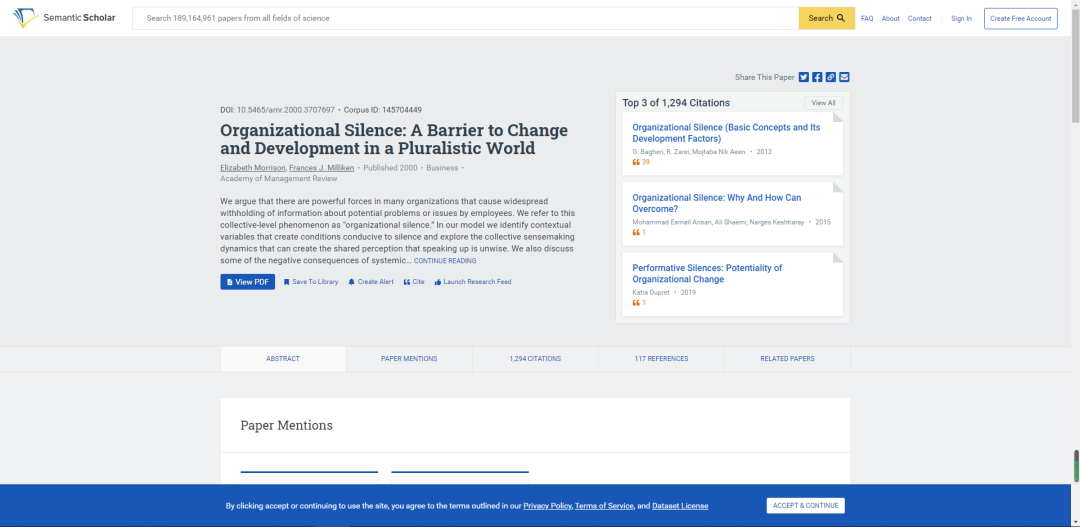 Semantic Scholar
Search 189,164,961 papers from all fields of science
Search
FAQ About Contact Sign In Create Free Account
Share This Paper
DOI: 10.5465/amr.2000.3707697 • Corpus ID: 145704449
Organizational Silence: A Barrier to Change
and Development in a Pluralistic World
Elizabeth Morrison, Frances J. Milliken • Published 2000 • Business •
Academy of Management Review
We argue that there are powerful forces in many organizations that cause widespread
withholding of information about potential problems or issues by employees. We refer to this
collective-level phenomenon as "organizational silence." In our model we identify contextual
variables that create conditions conducive to silence and explore the collective sensemaking
dynamics that can create the shared perception that speaking up is unwise. We also discuss
some of the negative consequences of systemic... CONTINUE READING
View PDF Save To Library Create Alert Cite Launch Research Feed
Top 3 of 1,294 Citations View All
Organizational Silence (Basic Concepts and Its
Development Factors)
G. Bagheri, R. Zarei, Mojtaba Nik Aeen • 2012
39
Organizational Silence: Why And How Can
Overcome?
Mohammad Esmail Ansari, Ali Shaemi, Narges Keshtiaray • 2015
1
Performative Silences: Potentiality of
Organizational Change
Katia Dupret • 2019
1
ABSTRACT PAPER MENTIONS 1,294 CITATIONS 117 REFERENCES RELATED PAPERS
Paper Mentions
By clicking accept or continuing to use the site, you agree to the terms outlined in our Privacy Policy, Terms of Service, and Dataset License
ACCEPT & CONTINUE